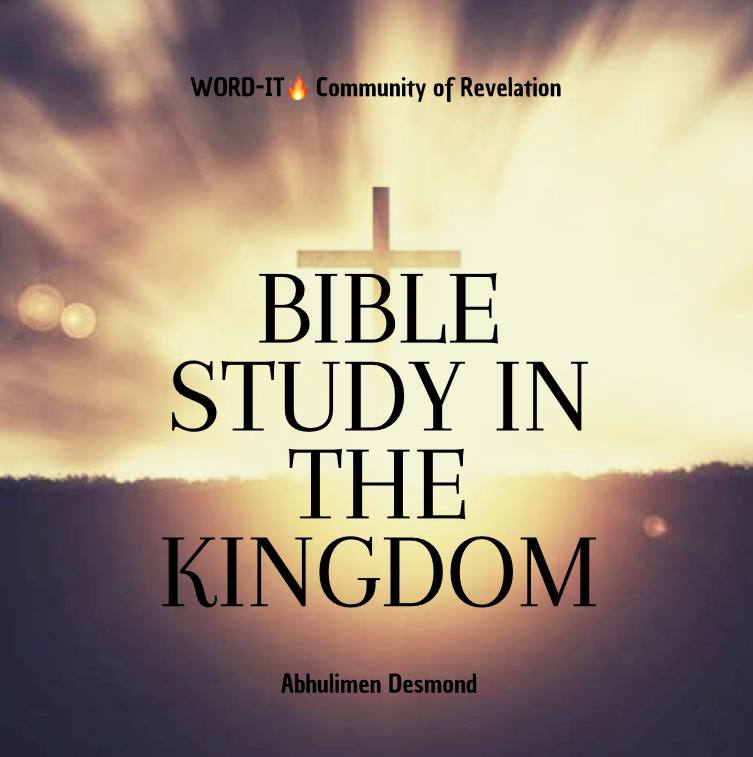 WORD-IT🔥 Community of Revelation
BIBLE
STUDY IN
THE
KINGDOM
Abhulimen Desmond